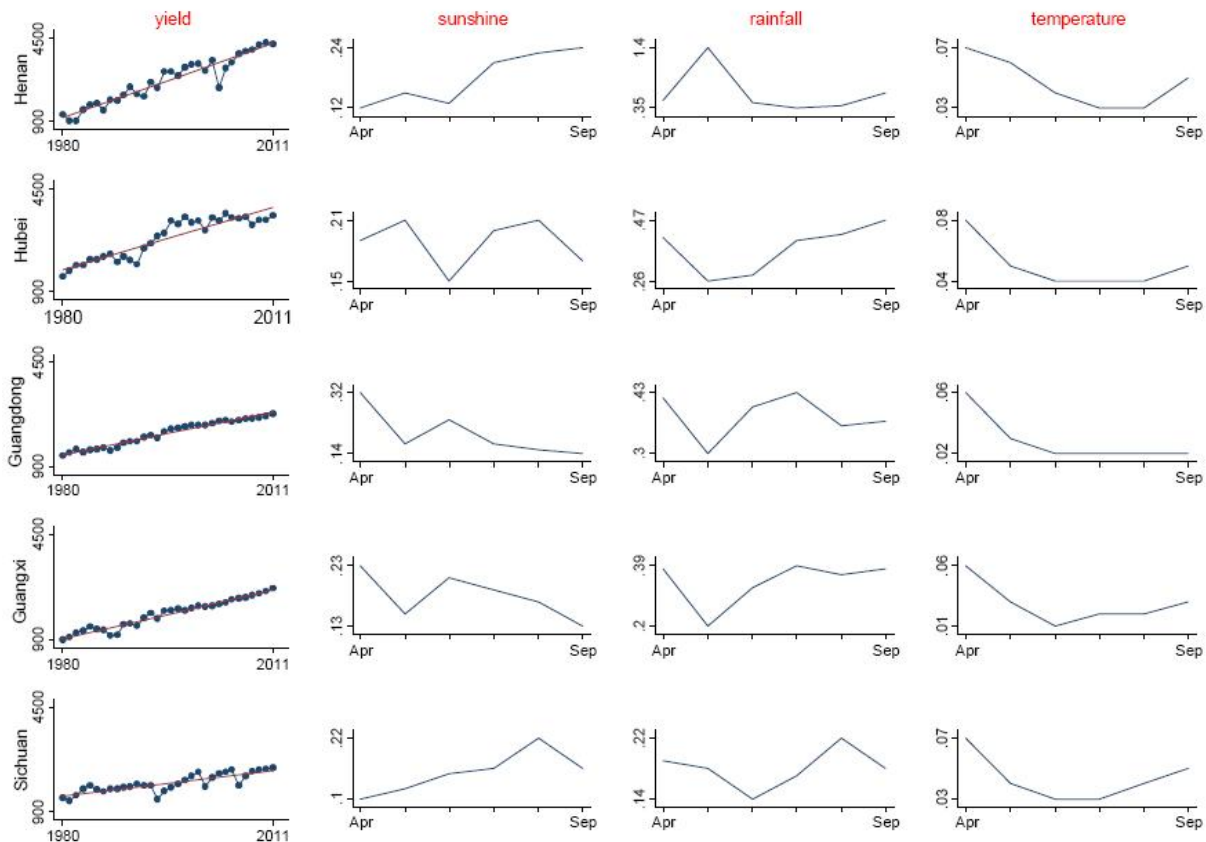 yield sunshine rainfall temperature
Henan
4500
900
1980 2011
.24
.12
Apr Sep
1.4
.35
Apr Sep
.07
.03
Apr Sep
Hubei
4500
900
1980 2011
.21
.15
Apr Sep
.47
.26
Apr Sep
.08
.04
Apr Sep
Guangdong
4500
900
1980 2011
.32
.14
Apr Sep
.43
.3
Apr Sep
.06
.02
Apr Sep
Guangxi
4500
900
1980 2011
.23
.13
Apr Sep
.39
.2
Apr Sep
.06
.01
Apr Sep
Sichuan
4500
900
1980 2011
.22
.1
Apr Sep
.22
.14
Apr Sep
.07
.03
Apr Sep